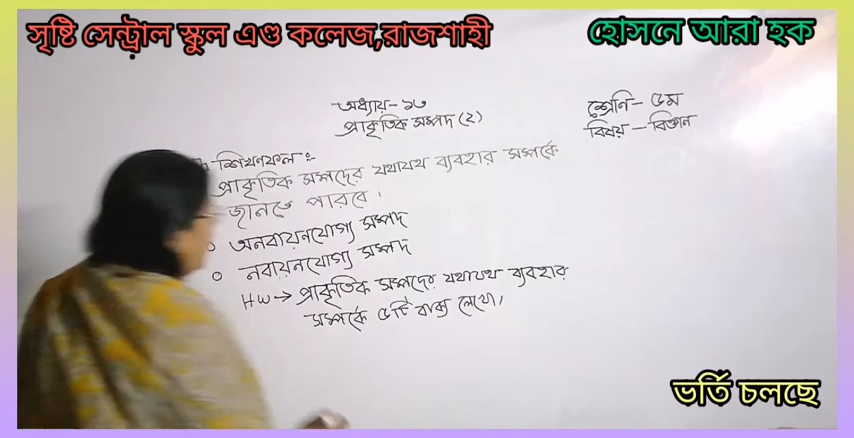 সৃষ্টি সেন্ট্রাল স্কুল এণ্ড কলেজ,রাজশাহী
হোসনে আরা হক
অধ্যায়- ১৩
প্রাকৃতিক সম্পদ (২)
শ্রেণি- ৫ম
বিষয় - বিজ্ঞান
শিখনফল :-
প্রাকৃতিক সম্পদের যথাযথ ব্যবহার সম্পর্কে
জানতে পারবে।
○ অনবায়নযোগ্য সম্পদ
○ নবায়নযোগ্য সম্পদ
HW → প্রাকৃতিক সম্পদের যথাযথ ব্যবহার
সম্পর্কে ৫টি বাক্য লেখো,
ভর্তি চলছে